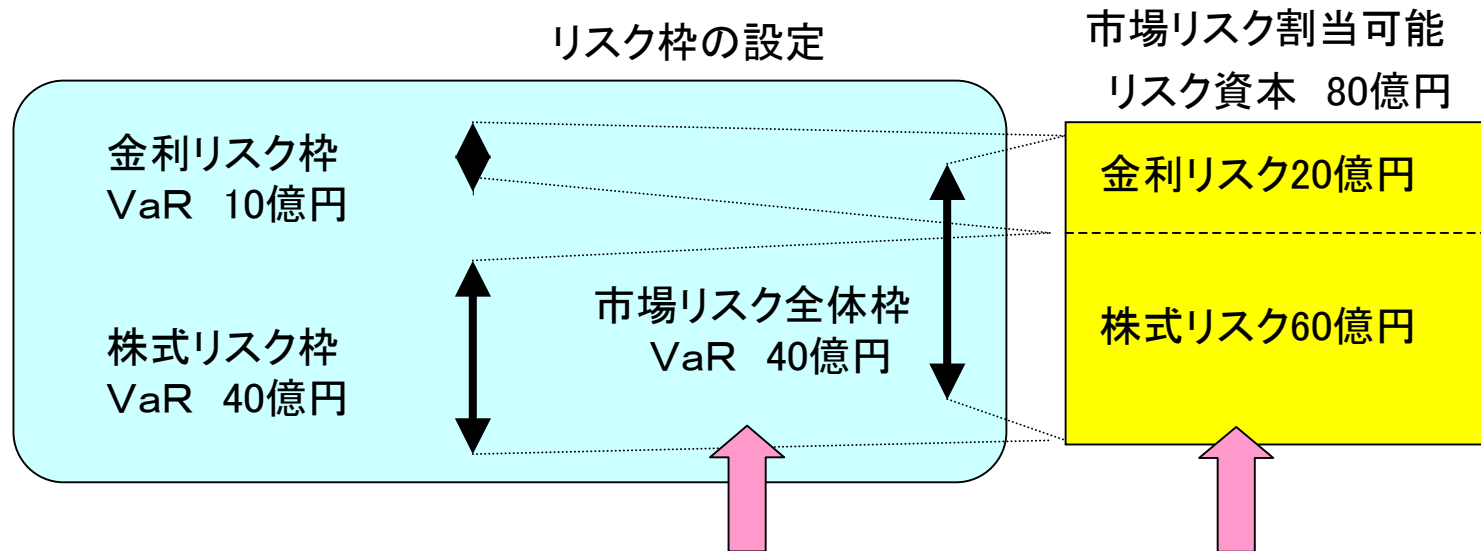 リスク枠の設定
市場リスク割当可能
リスク資本 80億円
金利リスク枠
VaR 10億円
株式リスク枠
VaR 40億円
市場リスク全体枠
VaR 40億円
金利リスク20億円
株式リスク60億円